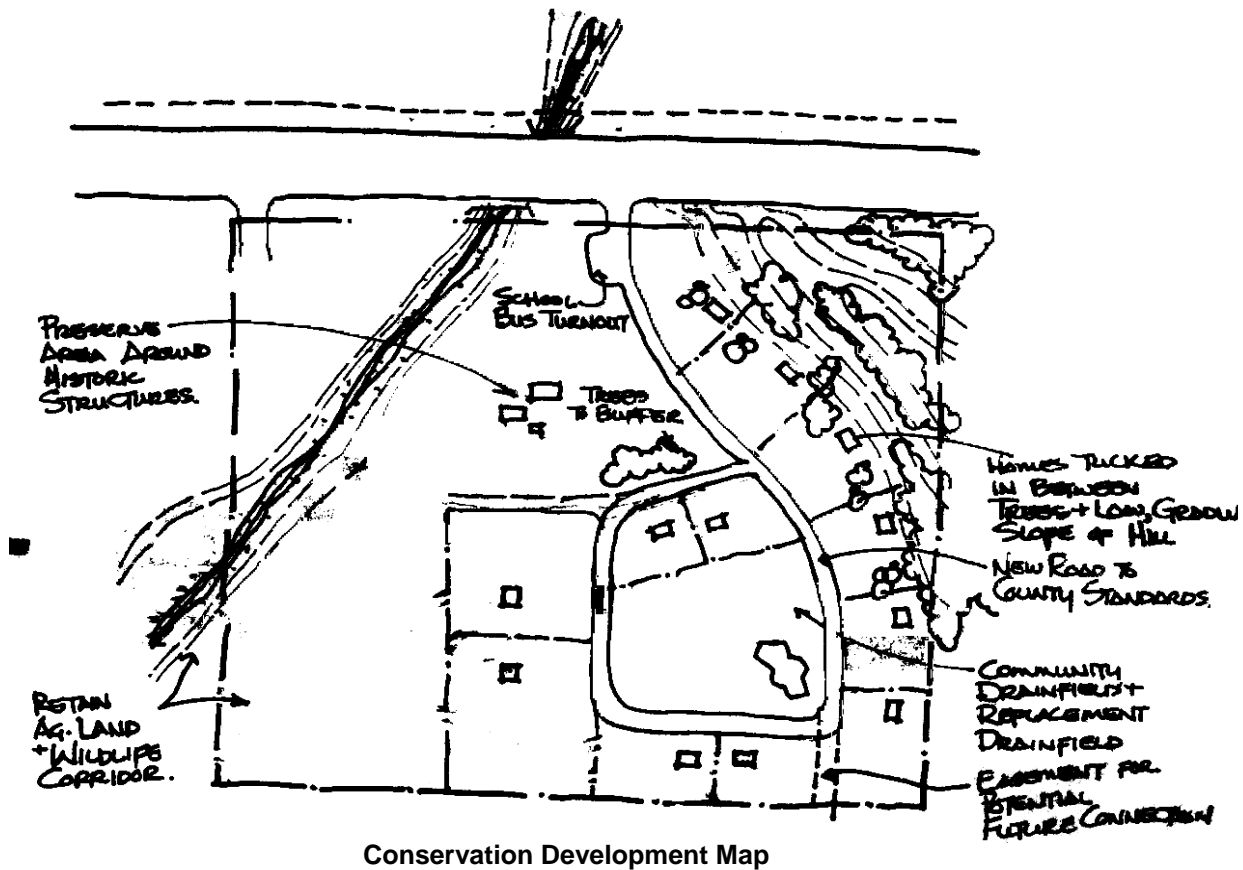 SCHOOL
BUS TURNOUT
PRESERVE
AREA AROUND
HISTORIC
STRUCTURES.
TREES
TO BUFFER
HOMES TUCKED
IN BETWEEN
TREES + LOW, GRADUAL
SLOPE OF HILL
NEW ROAD TO
COUNTY STANDARDS.
COMMUNITY
DRAINFIELD +
REPLACEMENT
DRAINFIELD
RETAIN
AG. LAND
+ WILDLIFE
CORRIDOR.
EASEMENT FOR
POTENTIAL
FUTURE CONNECTION
Conservation Development Map